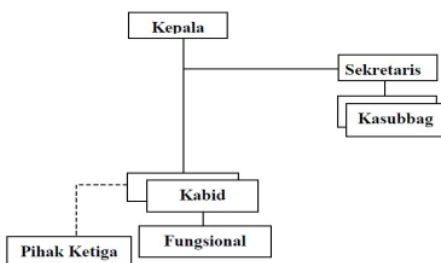 Kepala
Sekretaris
Kasubbag
Kabid
Fungsional
Pihak Ketiga